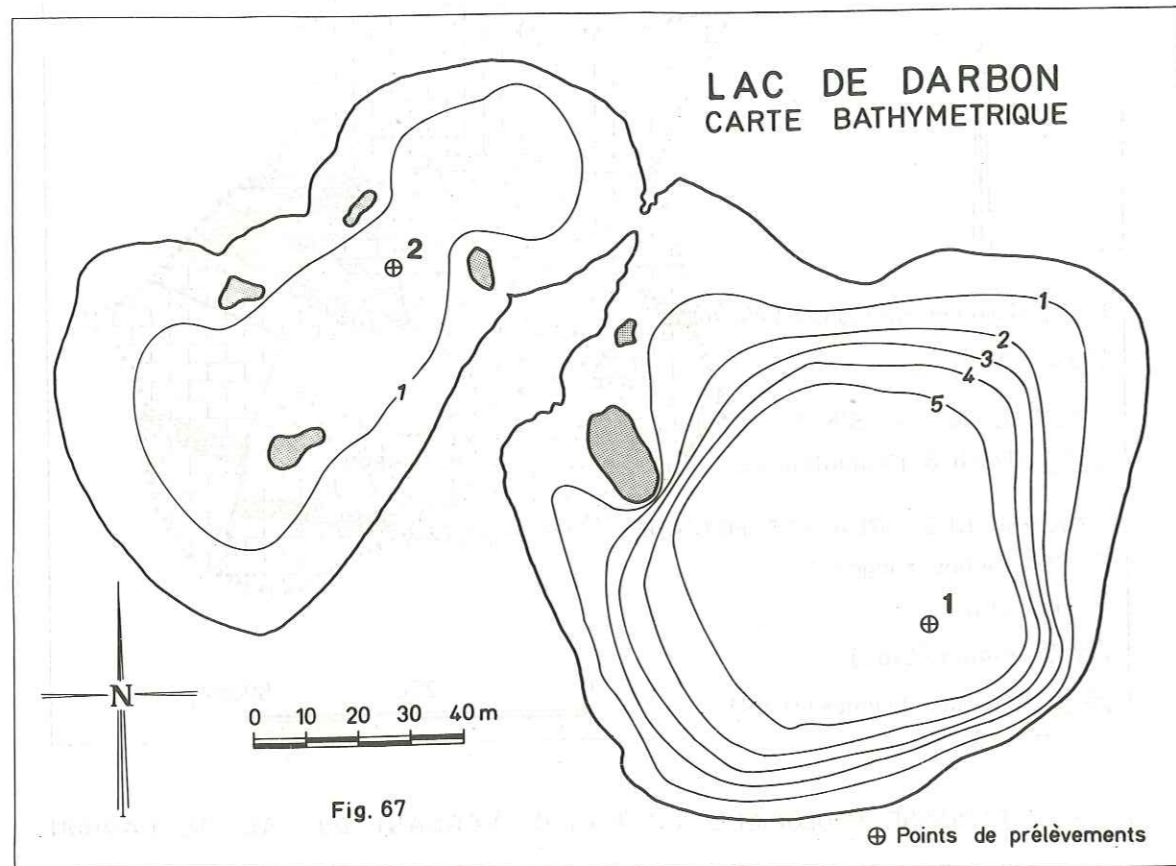 LAC DE DARBON
CARTE BATHYMETRIQUE
2
1
1
2
3
4
5
1
N
0 10 20 30 40 m
Fig. 67
⊕ Points de prélèvements